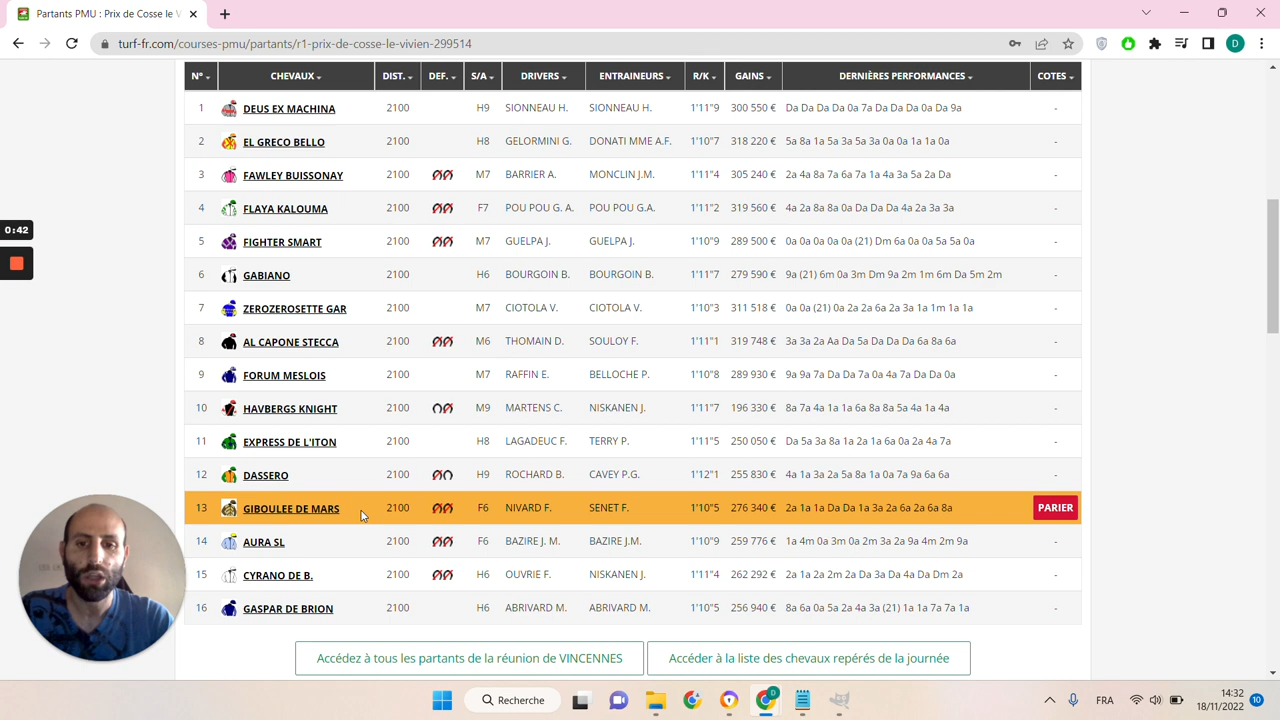 Partants PMU : Prix de Cosse le V
turf-fr.com/courses-pmu/partants/r1-prix-de-cosse-le-vivien-299514
D
N° CHEVAUX DIST. DEF. S/A DRIVERS ENTRAINEURS R/K GAINS DERNIÈRES PERFORMANCES COTES
1 DEUS EX MACHINA 2100 H9 SIONNEAU H. SIONNEAU H. 1'11"9 300 550 € Da Da Da Da 0a 7a Da Da Da 0a Da 9a -
2 EL GRECO BELLO 2100 H8 GELORMINI G. DONATI MME A.F. 1'10"7 318 220 € 5a 8a 1a 5a 3a 5a 3a 0a 0a 1a 1a 0a -
3 FAWLEY BUISSONAY 2100 M7 BARRIER A. MONCLIN J.M. 1'11"4 305 240 € 2a 4a 8a 7a 6a 7a 1a 4a 3a 5a 2a Da -
4 FLAYA KALOUMA 2100 F7 POU POU G. A. POU POU G.A. 1'11"2 319 560 € 4a 2a 8a 8a 0a Da Da Da 4a 2a 3a 3a -
5 FIGHTER SMART 2100 M7 GUELPA J. GUELPA J. 1'10"9 289 500 € 0a 0a 0a 0a 0a (21) Dm 6a 0a 0a 5a 5a 0a -
6 GABIANO 2100 H6 BOURGOIN B. BOURGOIN B. 1'11"7 279 590 € 9a (21) 6m 0a 3m Dm 9a 2m 1m 6m Da 5m 2m -
7 ZEROZEROSETTE GAR 2100 M7 CIOTOLA V. CIOTOLA V. 1'10"3 311 518 € 0a 0a (21) 0a 2a 2a 6a 2a 3a 1a 1m 1a 1a -
8 AL CAPONE STECCA 2100 M6 THOMAIN D. SOULOY F. 1'11"1 319 748 € 3a 3a 2a Aa Da 5a Da Da Da 6a 8a 6a -
9 FORUM MESLOIS 2100 M7 RAFFIN E. BELLOCHE P. 1'10"8 289 930 € 9a 9a 7a Da Da 7a 0a 4a 7a Da Da 0a -
10 HAVBERGS KNIGHT 2100 M9 MARTENS C. NISKANEN J. 1'11"7 196 330 € 8a 7a 4a 1a 1a 6a 8a 8a 5a 4a 1a 4a -
11 EXPRESS DE L'ITON 2100 H8 LAGADEUC F. TERRY P. 1'11"5 250 050 € Da 5a 3a 8a 1a 2a 1a 6a 0a 2a 4a 7a -
12 DASSERO 2100 H9 ROCHARD B. CAVEY P.G. 1'12"1 255 830 € 4a 1a 3a 2a 5a 8a 1a 0a 7a 9a 6a 6a -
13 GIBOULEE DE MARS 2100 F6 NIVARD F. SENET F. 1'10"5 276 340 € 2a 1a 1a 1a Da Da 1a 3a 2a 6a 2a 6a 8a PARIER
14 AURA SL 2100 F6 BAZIRE J. M. BAZIRE J.M. 1'10"9 259 776 € 1a 4m 0a 3m 0a 2m 3a 2a 9a 4m 2m 9a -
15 CYRANO DE B. 2100 H6 OUVRIE F. NISKANEN J. 1'11"4 262 292 € 2a 1a 2a 2m 2a Da 3a Da 4a Da Dm 2a -
16 GASPAR DE BRION 2100 H6 ABRIVARD M. ABRIVARD M. 1'10"5 256 940 € 8a 6a 0a 5a 2a 4a 3a (21) 1a 1a 7a 7a 1a -
0:42
Accédez à tous les partants de la réunion de VINCENNES
Accéder à la liste des chevaux repérés de la journée
Recherche
D
FRA
14:32
18/11/2022
10